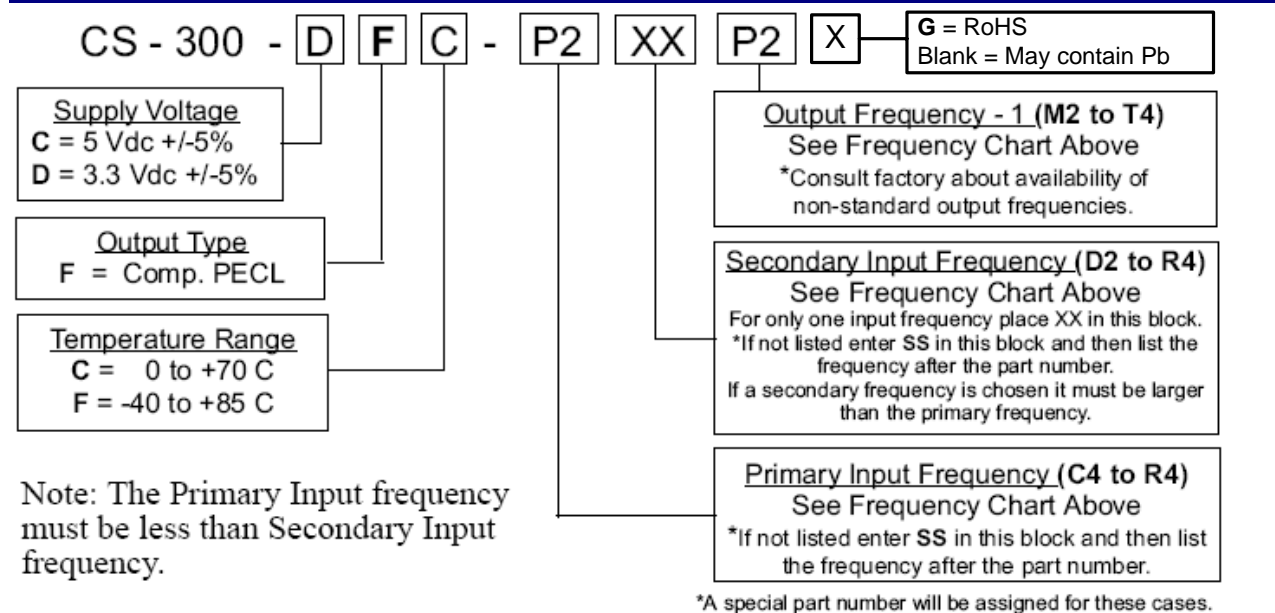 CS - 300 - D F C - P2 XX P2 X
G = RoHS
Blank = May contain Pb
Supply Voltage
C = 5 Vdc +/-5%
D = 3.3 Vdc +/-5%
Output Type
F = Comp. PECL
Temperature Range
C = 0 to +70 C
F = -40 to +85 C
Note: The Primary Input frequency
must be less than Secondary Input
frequency.
Output Frequency - 1 (M2 to T4)
See Frequency Chart Above
*Consult factory about availability of
non-standard output frequencies.
Secondary Input Frequency (D2 to R4)
See Frequency Chart Above
For only one input frequency place XX in this block.
*If not listed enter SS in this block and then list the
frequency after the part number.
If a secondary frequency is chosen it must be larger
than the primary frequency.
Primary Input Frequency (C4 to R4)
See Frequency Chart Above
*If not listed enter SS in this block and then list
the frequency after the part number.
*A special part number will be assigned for these cases.